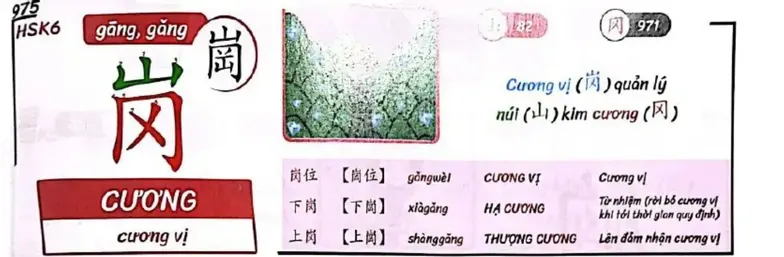 975
HSK6
gāng, gǎng
崗
岗
CƯƠNG
cương vị
山 82
冈 971
Cương vị (岗) quản lý
núi (山) kim cương (冈)
岗位 【崗位】 gǎngwèi CƯƠNG VỊ Cương vị
下岗 【下崗】 xiàgǎng HẠ CƯƠNG Từ nhiệm (rời bỏ cương vị
khi tới thời gian quy định)
上岗 【上崗】 shànggǎng THƯỢNG CƯƠNG Lên đảm nhận cương vị